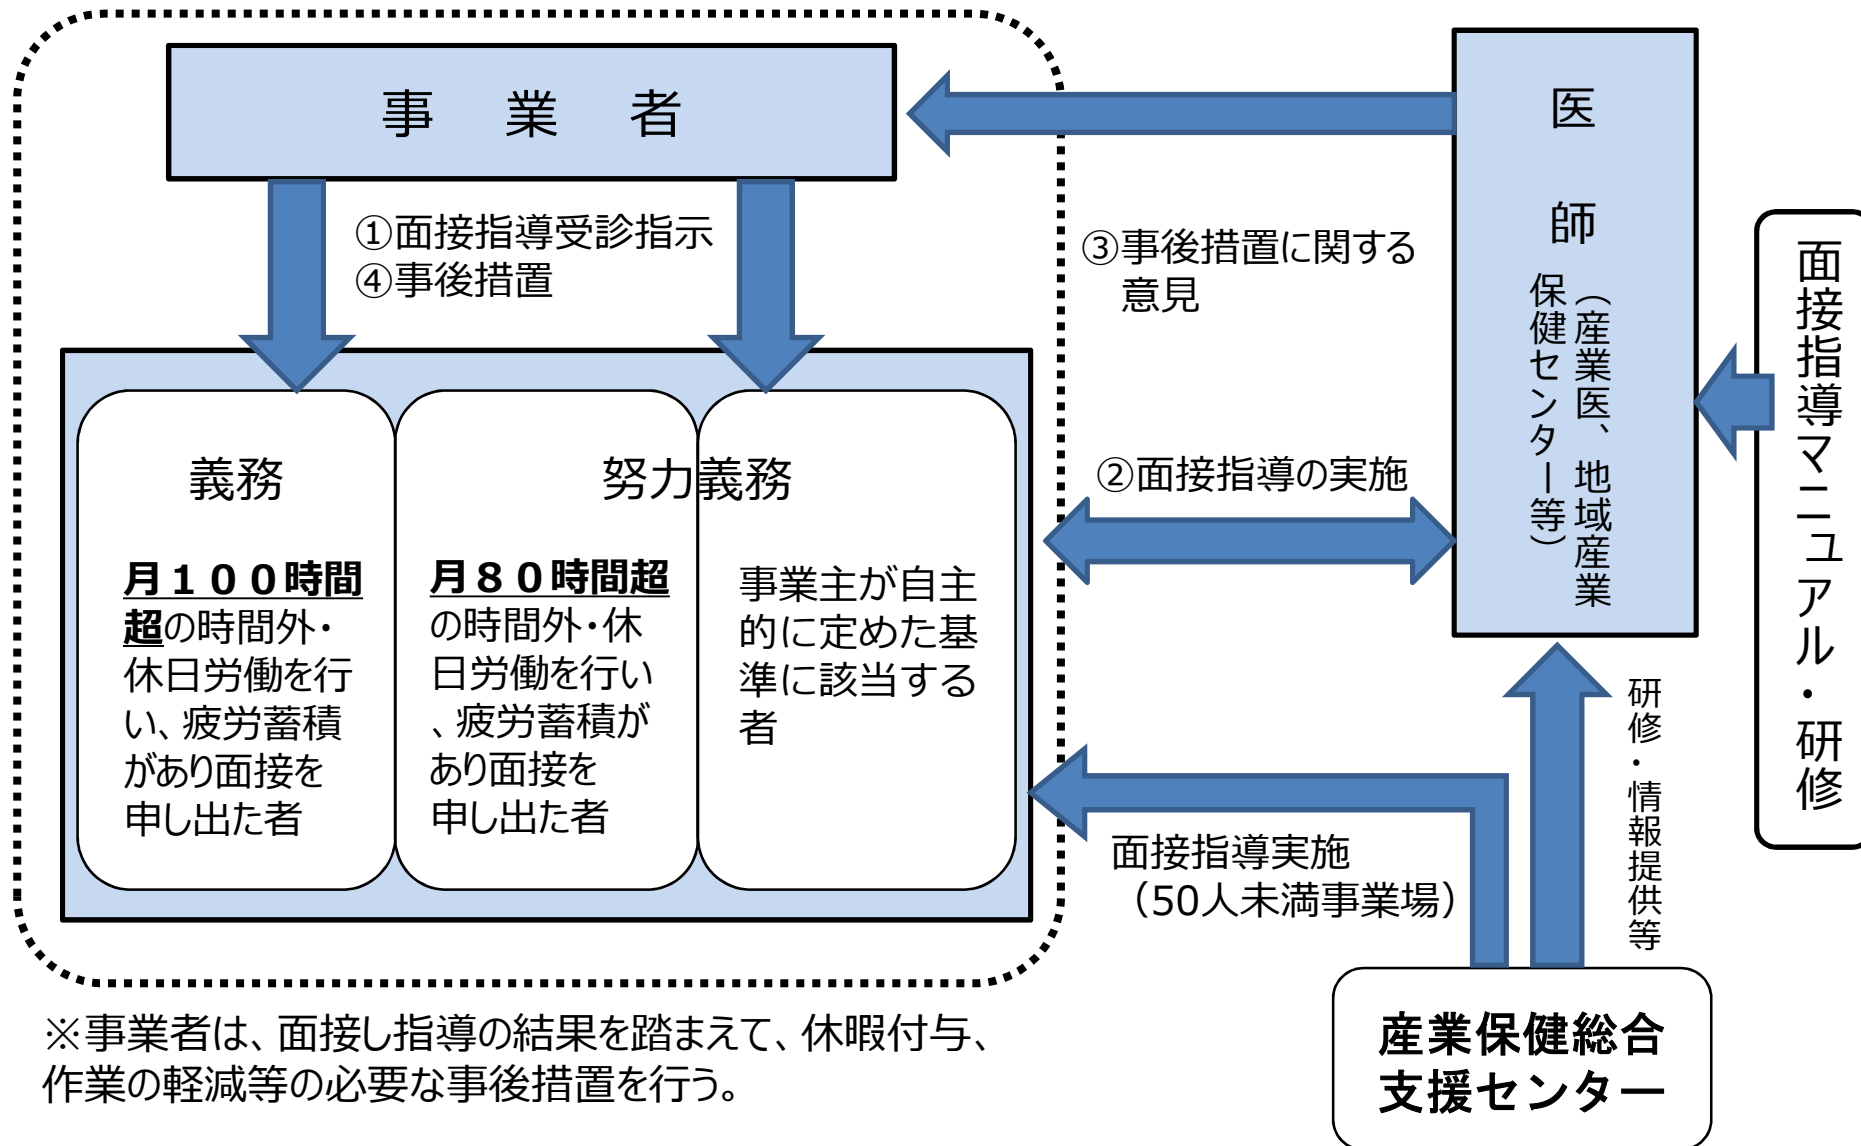 事　業　者
①面接指導受診指示
④事後措置
③事後措置に関する
意見
医　師
（産業医、地域産業
保健センター等）
面接指導マニュアル・研修
義務
月１００時間
超の時間外・
休日労働を行
い、疲労蓄積
があり面接を
申し出た者
努力義務
月８０時間超
の時間外・休
日労働を行い
、疲労蓄積が
あり面接を
申し出た者
事業主が自主
的に定めた基
準に該当する
者
②面接指導の実施
面接指導実施
（50人未満事業場）
研修・情報提供等
産業保健総合
支援センター
※事業者は、面接し指導の結果を踏まえて、休暇付与、
作業の軽減等の必要な事後措置を行う。